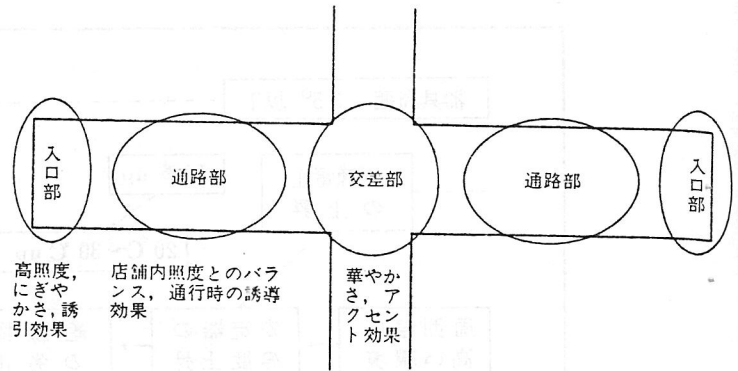 入口部
通路部
交差部
通路部
入口部
高照度，
にぎや
かさ，誘
引効果
店舗内照度とのバラ
ンス，通行時の誘導
効果
華やか
さ，ア
クセン
ト効果